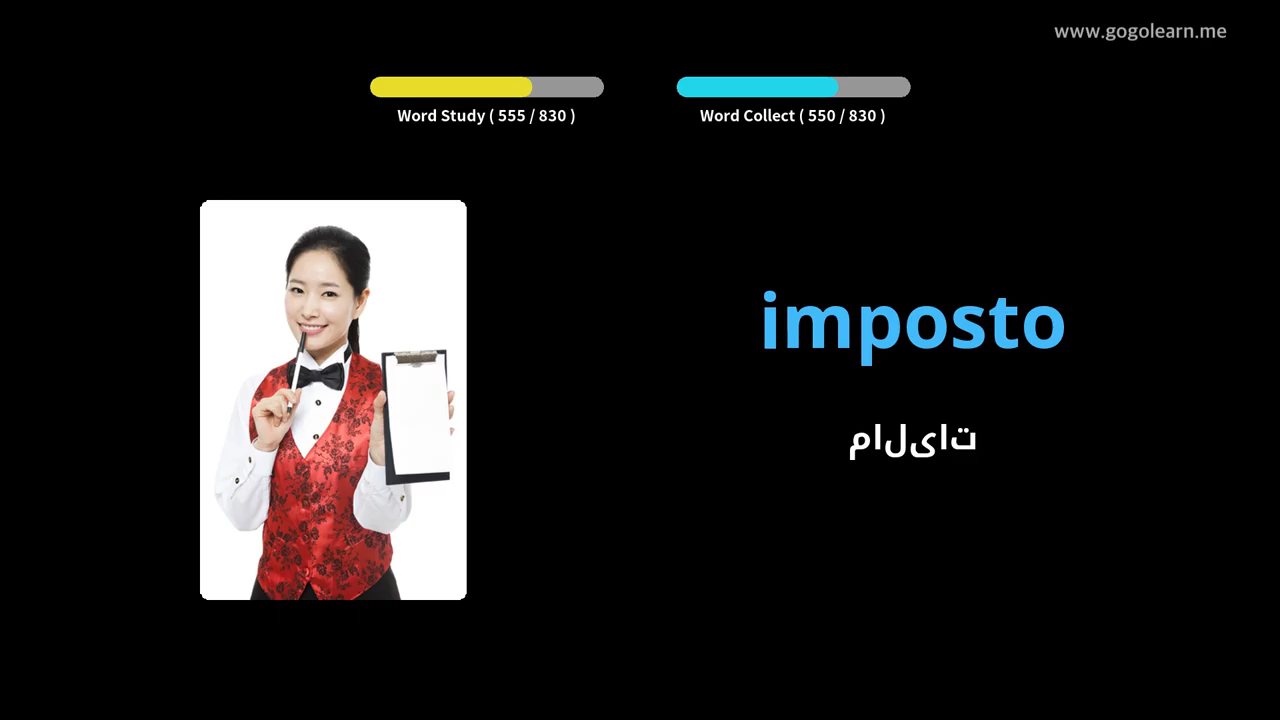 www.gogolearn.me
Word Study ( 555 / 830 )
Word Collect ( 550 / 830 )
imposto
مالیات